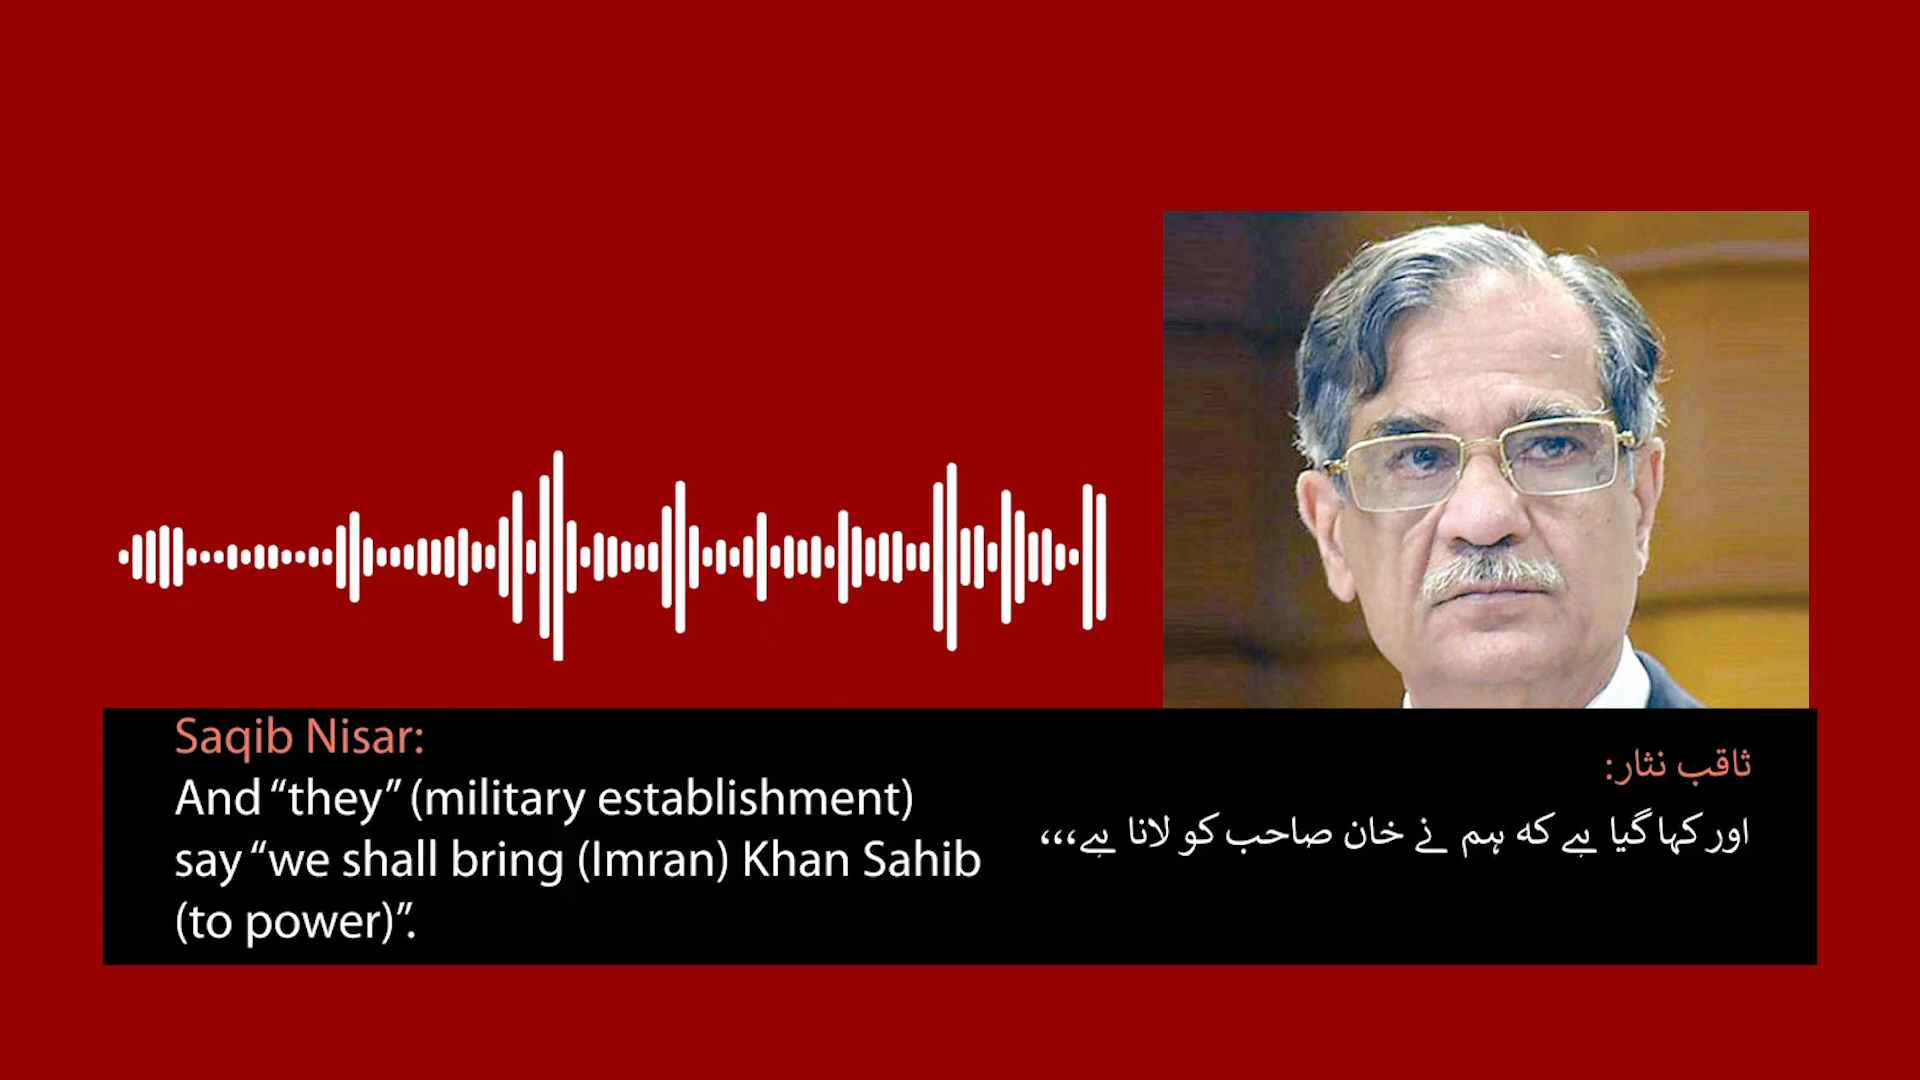 Saqib Nisar:
And “they” (military establishment)
say “we shall bring (Imran) Khan Sahib
(to power)”.
ثاقب نثار:
اور کہا گیا ہے کہ ہم نے خان صاحب کو لانا ہے،،،